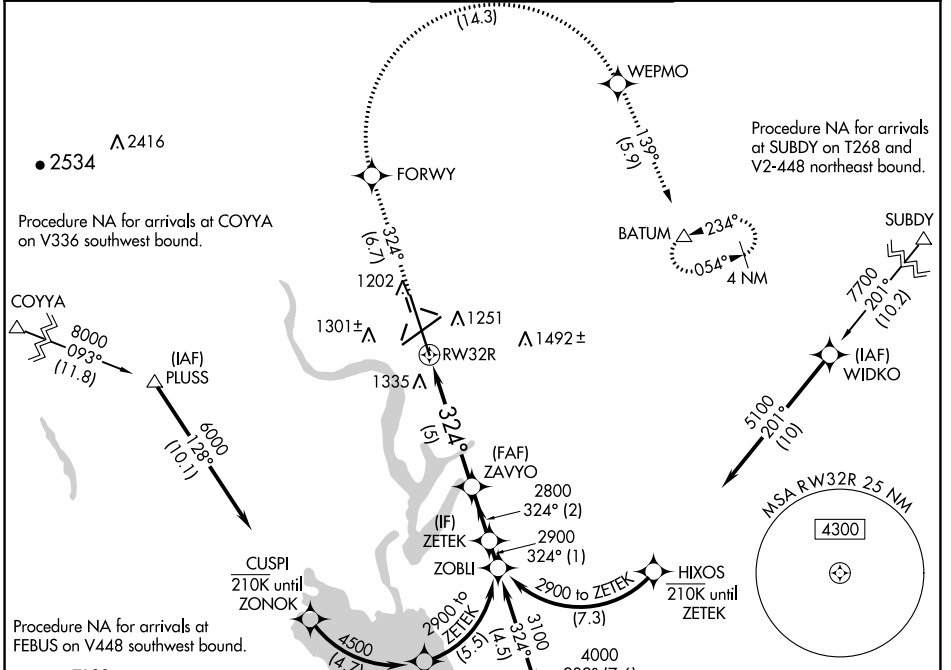 (14.3)
WEPMO
139°
(5.9)
2416
2534
Procedure NA for arrivals
at SUBDY on T268 and
V2-448 northeast bound.
FORWY
Procedure NA for arrivals at COYYA
on V336 southwest bound.
324°
(6.7)
BATUM
234°
054°
4 NM
SUBDY
7700
201°
(10.2)
1202
COYYA
8000
093°
(11.8)
1301±
1251
1492±
RW32R
(IAF)
WIDKO
(IAF)
PLUSS
1335
6000
128°
(10.1)
324°
(5)
5100
201°
(10)
(FAF)
ZAVYO
2800
324° (2)
(IF)
ZETEK
2900
324° (1)
ZOBLI
MSA RW32R 25 NM
4300
CUSPI
210K until
ZONOK
2900 to ZETEK
(7.3)
HIXOS
210K until
ZETEK
4500
(4.7)
2900 to
ZETEK
(5.5)
3100
324°
(4.5)
Procedure NA for arrivals at
FEBUS on V448 southwest bound.
4000